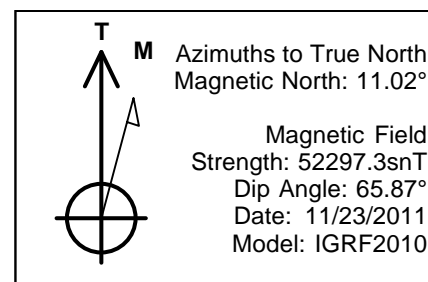 T
M
Azimuths to True North
Magnetic North: 11.02°
Magnetic Field
Strength: 52297.3snT
Dip Angle: 65.87°
Date: 11/23/2011
Model: IGRF2010